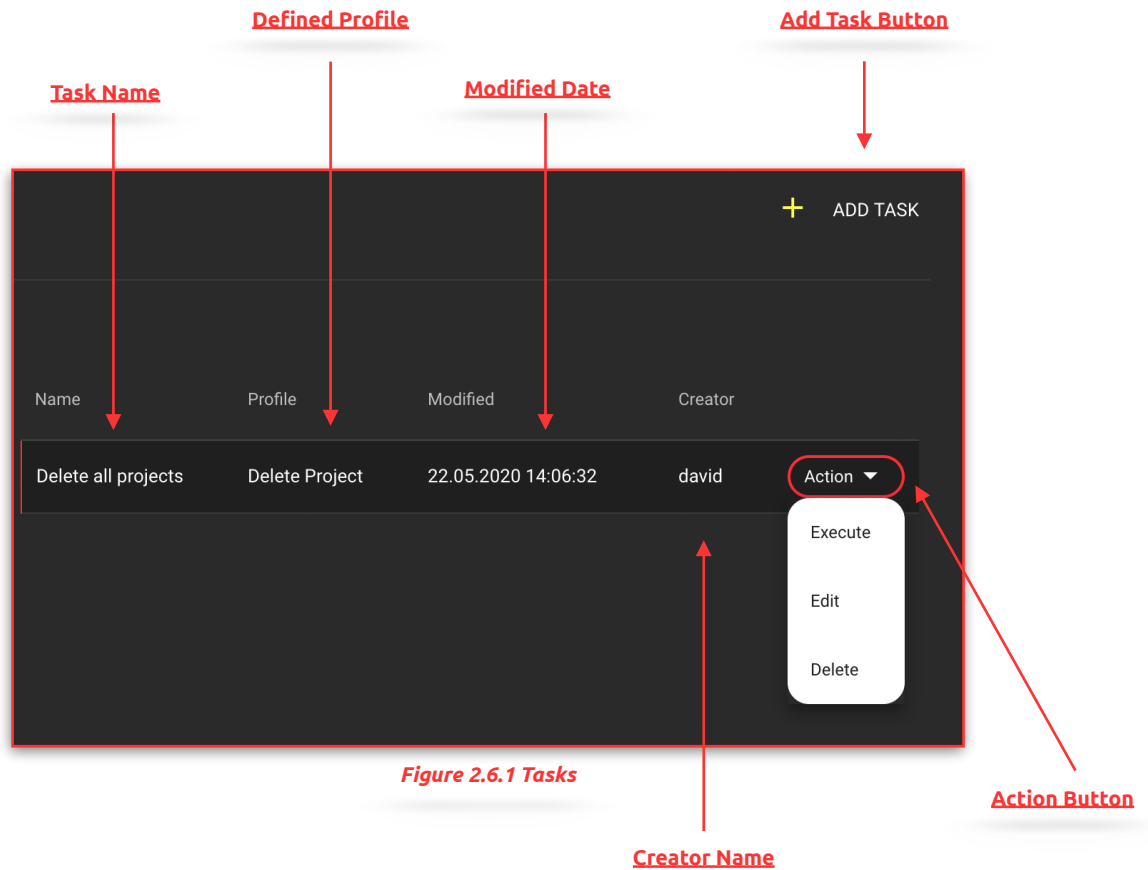 Defined Profile
Add Task Button
Task Name
Modified Date
ADD TASK
Name Profile Modified Creator
Delete all projects Delete Project 22.05.2020 14:06:32 david Action
Execute
Edit
Delete
Figure 2.6.1 Tasks
Action Button
Creator Name